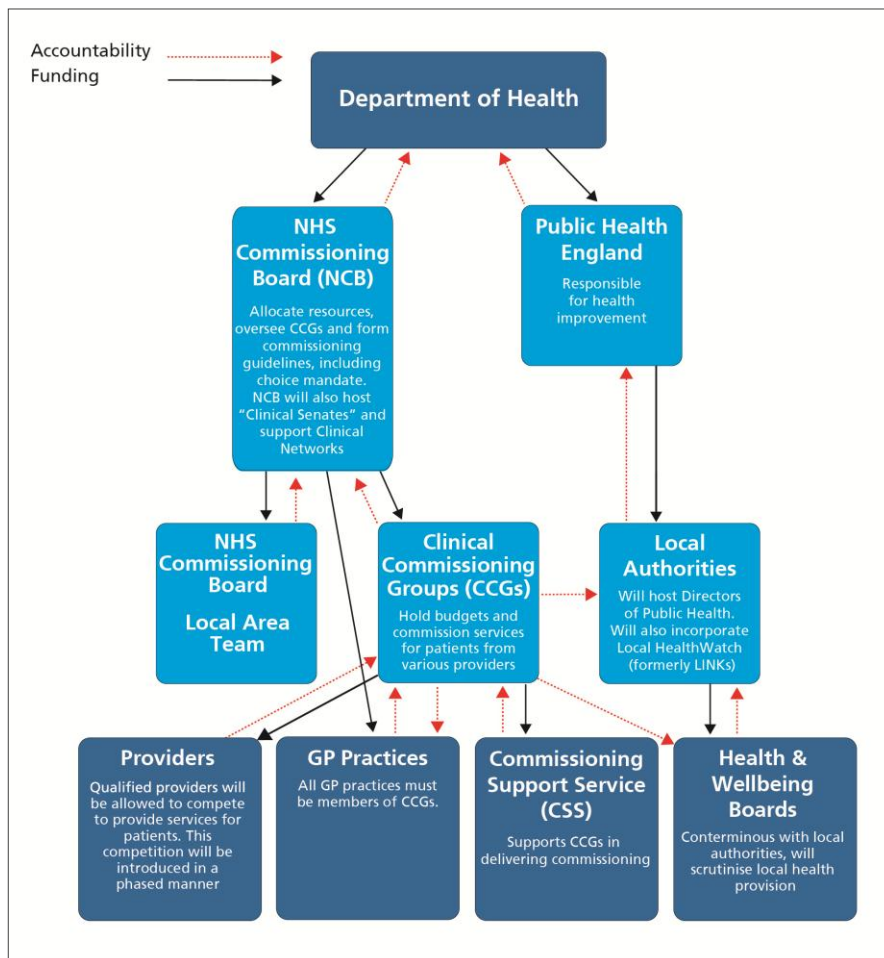 Accountability
Funding
Department of Health
NHS
Commissioning
Board (NCB)
Allocate resources,
oversee CCGs and form
commissioning
guidelines, including
choice mandate.
NCB will also host
“Clinical Senates” and
support Clinical
Networks
Public Health
England
Responsible
for health
improvement
NHS
Commissioning
Board
Local Area
Team
Clinical
Commissioning
Groups (CCGs)
Hold budgets and
commission services
for patients from
various providers
Local
Authorities
Will host Directors
of Public Health.
Will also incorporate
Local HealthWatch
(formerly LINKs)
Providers
Qualified providers will
be allowed to compete
to provide services for
patients. This
competition will be
introduced in a
phased manner
GP Practices
All GP practices must
be members of CCGs.
Commissioning
Support Service
(CSS)
Supports CCGs in
delivering commissioning
Health &
Wellbeing
Boards
Conterminous with local
authorities, will
scrutinise local health
provision